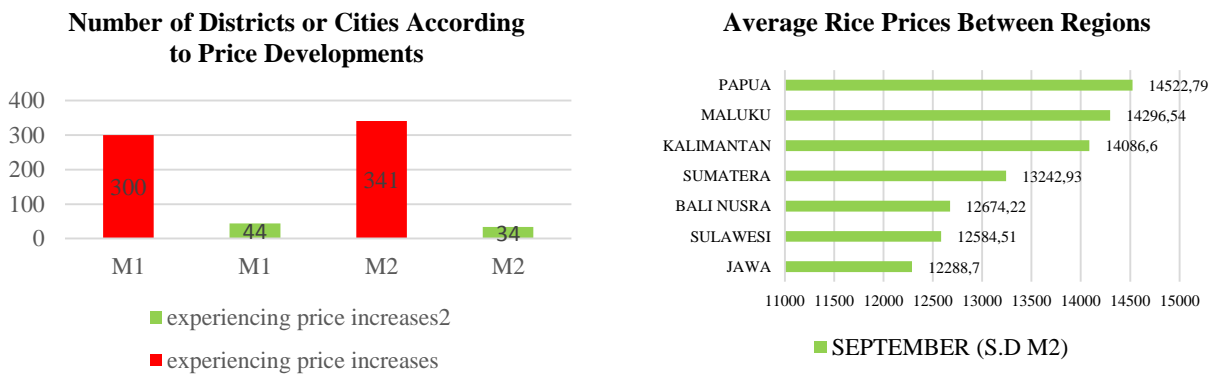 Number of Districts or Cities According
to Price Developments
400
300
200
100
0
300
44
341
34
M1
M1
M2
M2
experiencing price increases2
experiencing price increases
Average Rice Prices Between Regions
PAPUA
14522,79
MALUKU
14296,54
KALIMANTAN
14086,6
SUMATERA
13242,93
BALI NUSRA
12674,22
SULAWESI
12584,51
JAWA
12288,7
11000 11500 12000 12500 13000 13500 14000 14500 15000
SEPTEMBER (S.D M2)